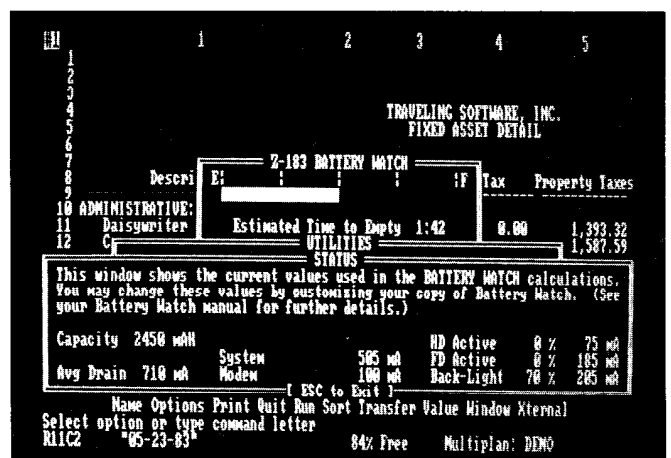 #1 1 2 3 4 5
1
2
3
4 TRAVELING SOFTWARE, INC.
5 FIXED ASSET DETAIL
6
7 Z-183 BATTERY WATCH
8 Descri E F Tax Property Taxes
9
10 ADMINISTRATIVE:
11 Daisywriter Estimated Time to Empty 1:42 0.00 1,393.32
12 C UTILITIES 1,587.59
STATUS
This window shows the current values used in the BATTERY WATCH calculations.
You may change these values by customizing your copy of Battery Watch. (See
your Battery Watch manual for further details.)
Capacity 2450 mAH HD Active 0 % 75 mA
System 505 mA FD Active 0 % 185 mA
Avg Drain 710 mA Modem 100 mA Back-Light 70 % 205 mA
[ ESC to Exit ]
Name Options Print Quit Run Sort Transfer Value Window Xternal
Select option or type command letter
R11C2 "05-23-83" 84% Free Multiplan: DEMO